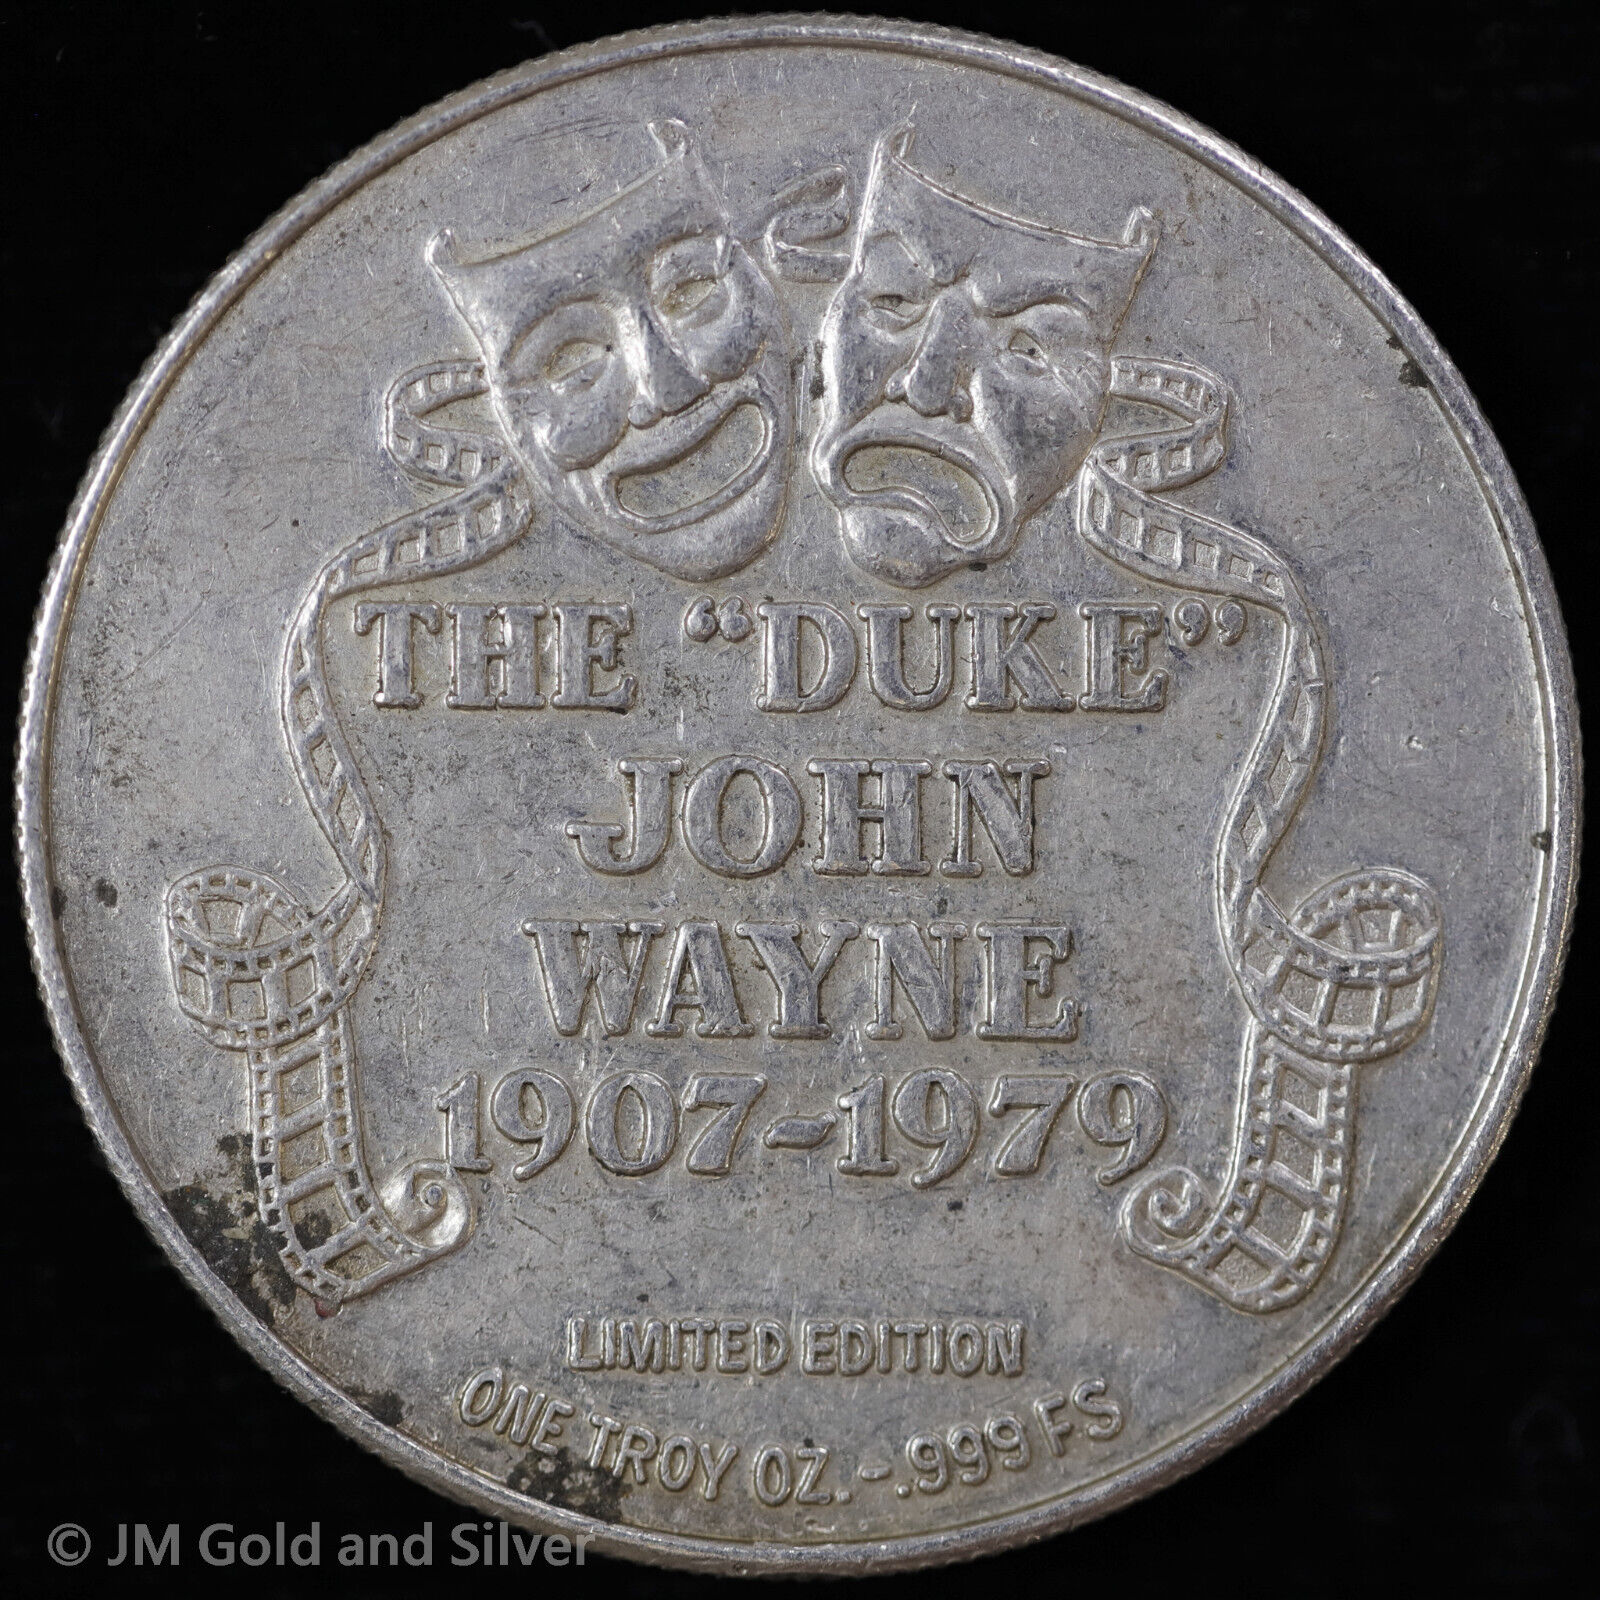 THE “DUKE”
JOHN
WAYNE
1907-1979
LIMITED EDITION
ONE TROY OZ. - .999 FS
© JM Gold and Silver